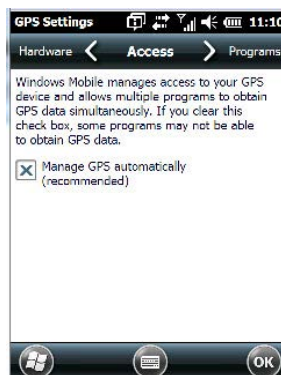 GPS Settings 11:10
Hardware Access Programs
Windows Mobile manages access to your GPS
device and allows multiple programs to obtain
GPS data simultaneously. If you clear this
check box, some programs may not be able
to obtain GPS data.
Manage GPS automatically
(recommended)
OK